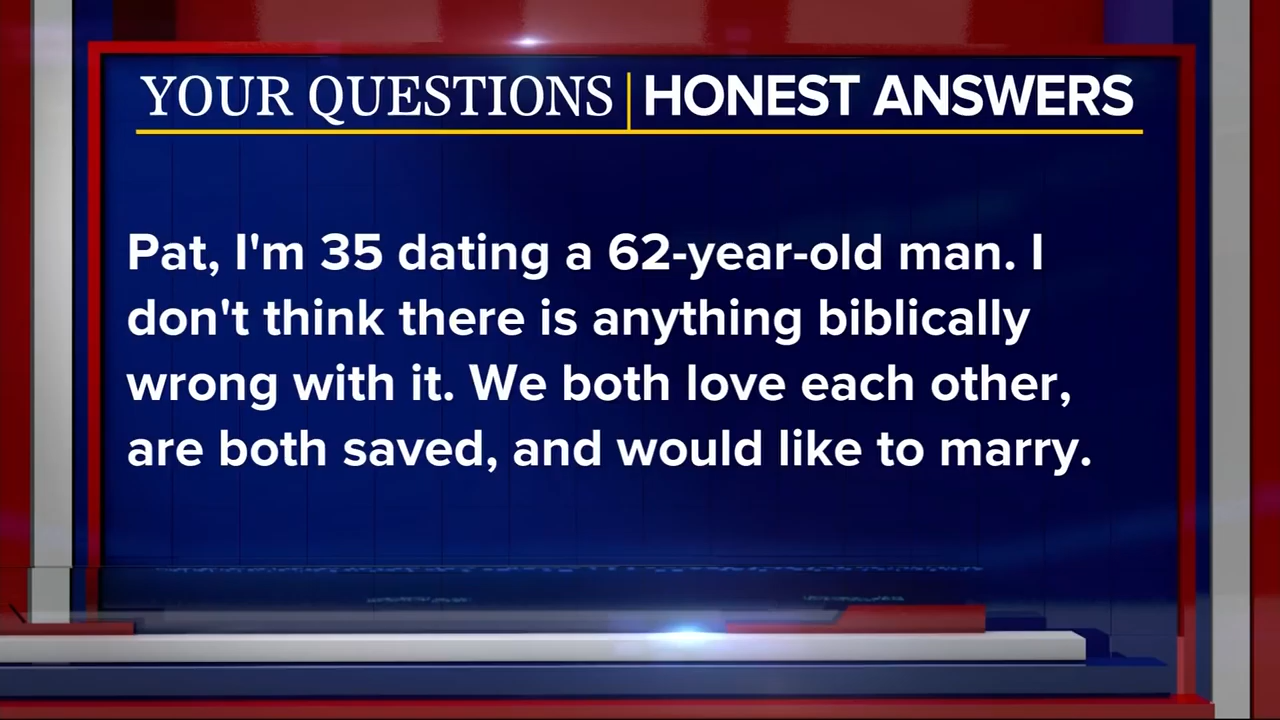 YOUR QUESTIONS | HONEST ANSWERS
Pat, I'm 35 dating a 62-year-old man. I
don't think there is anything biblically
wrong with it. We both love each other,
are both saved, and would like to marry.